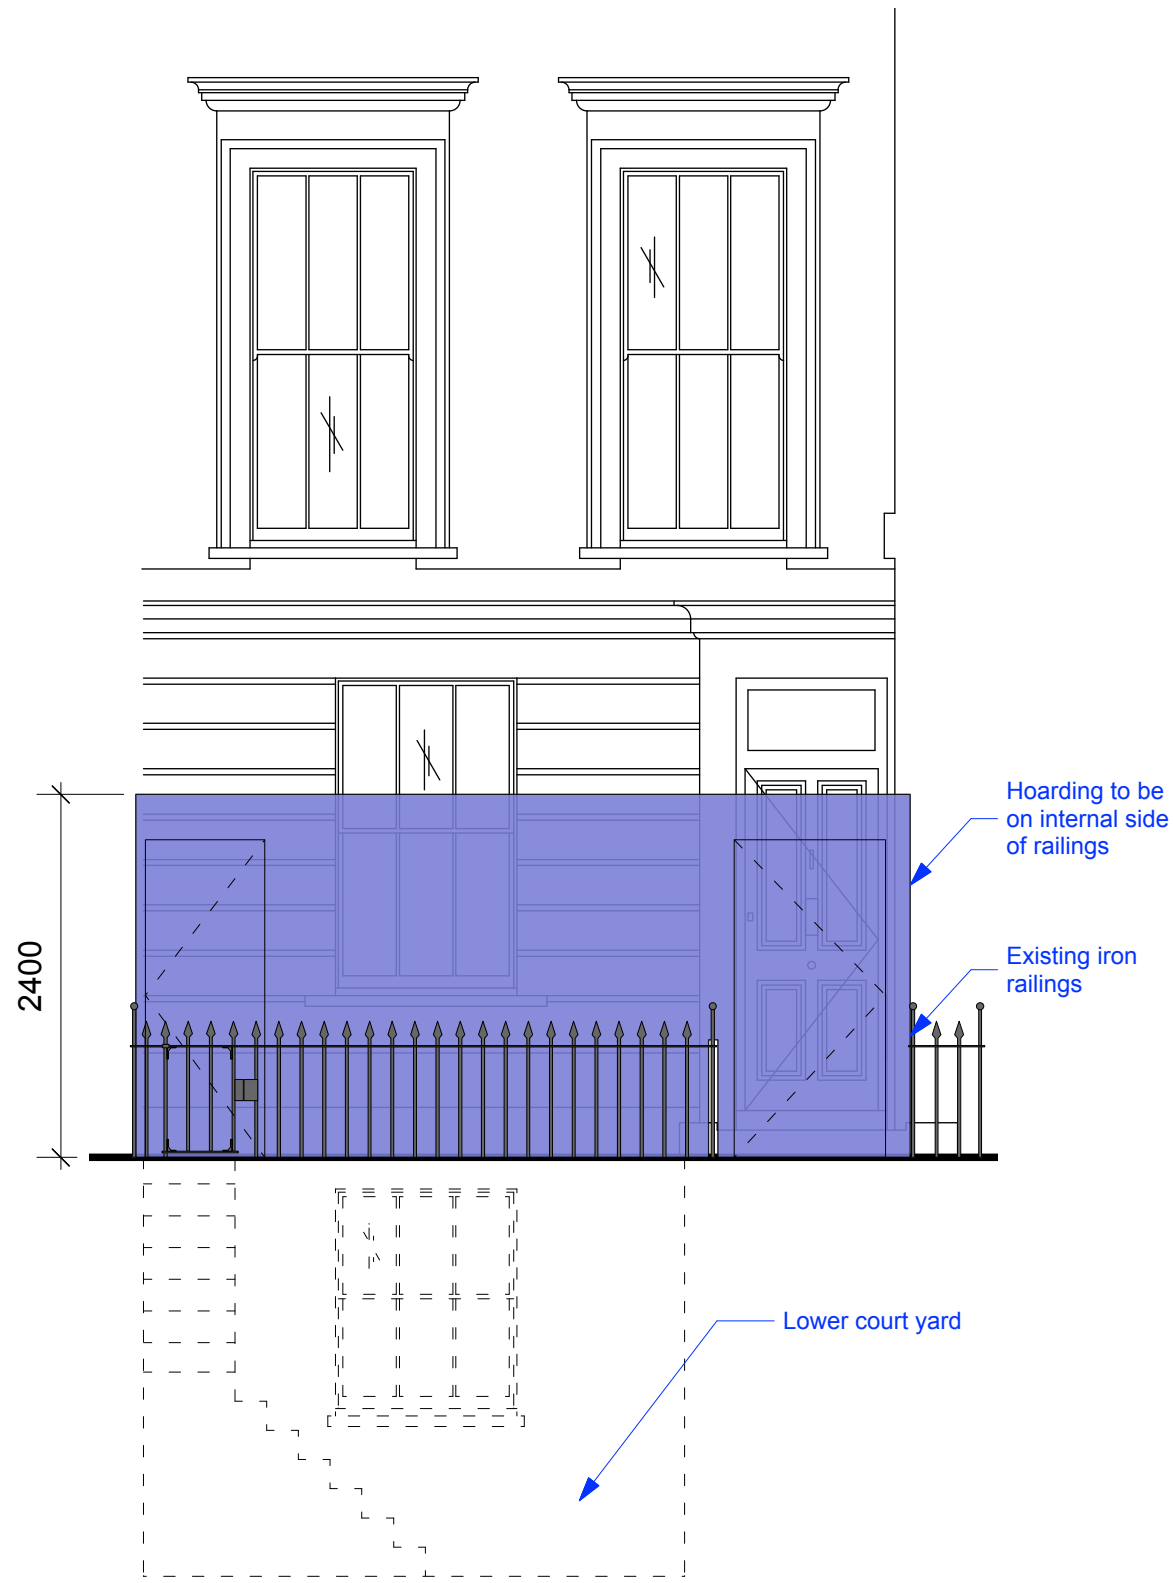 Hoarding to be
on internal side
of railings
2400
Existing iron
railings
Lower court yard